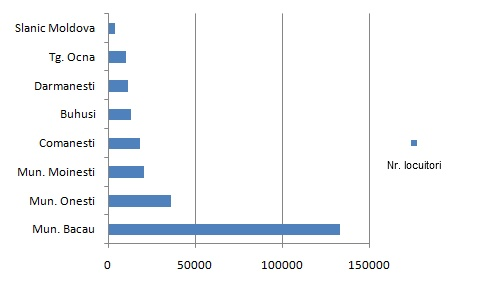 Slanic Moldova
Tg. Ocna
Darmanesti
Buhusi
Comanesti
Mun. Moinesti
Mun. Onesti
Mun. Bacau
0 50000 100000 150000
Nr. locuitori